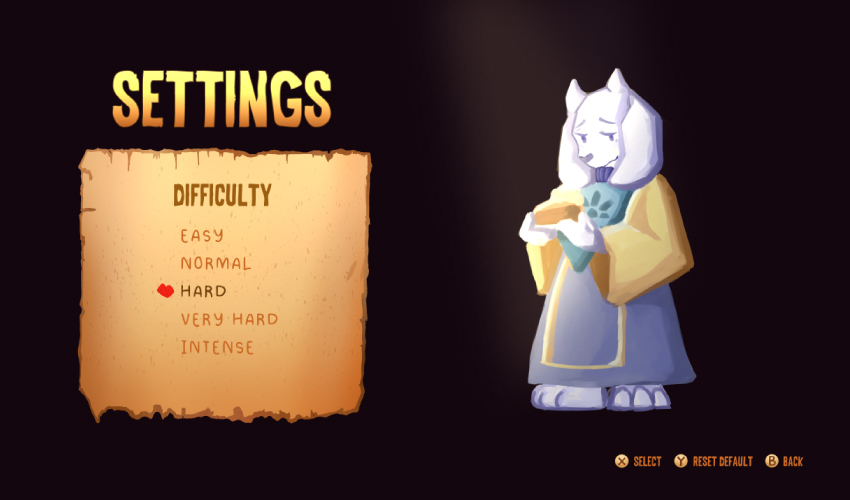 SETTINGS
DIFFICULTY
EASY
NORMAL
HARD
VERY HARD
INTENSE
X SELECT Y RESET DEFAULT B BACK